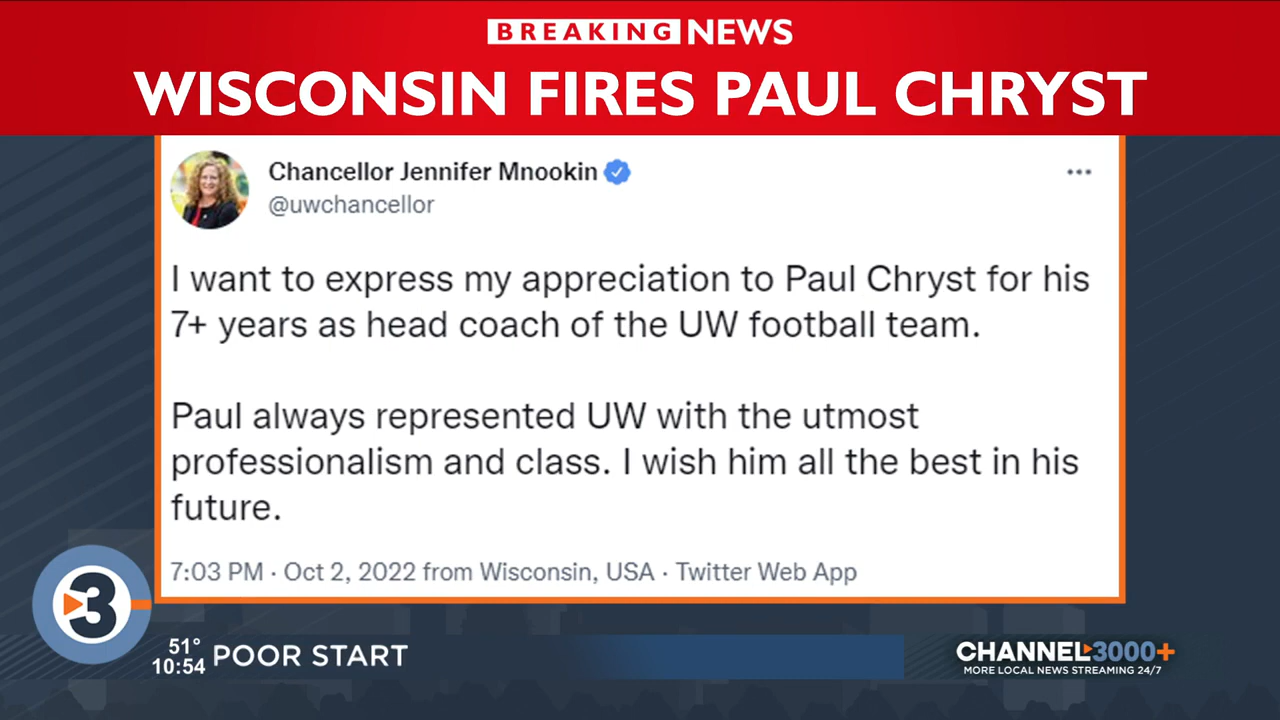 BREAKING NEWS
WISCONSIN FIRES PAUL CHRYST
Chancellor Jennifer Mnookin
@uwchancellor
I want to express my appreciation to Paul Chryst for his
7+ years as head coach of the UW football team.
Paul always represented UW with the utmost
professionalism and class. I wish him all the best in his
future.
7:03 PM · Oct 2, 2022 from Wisconsin, USA · Twitter Web App
3
51°
10:54
POOR START
CHANNEL3000+
MORE LOCAL NEWS STREAMING 24/7